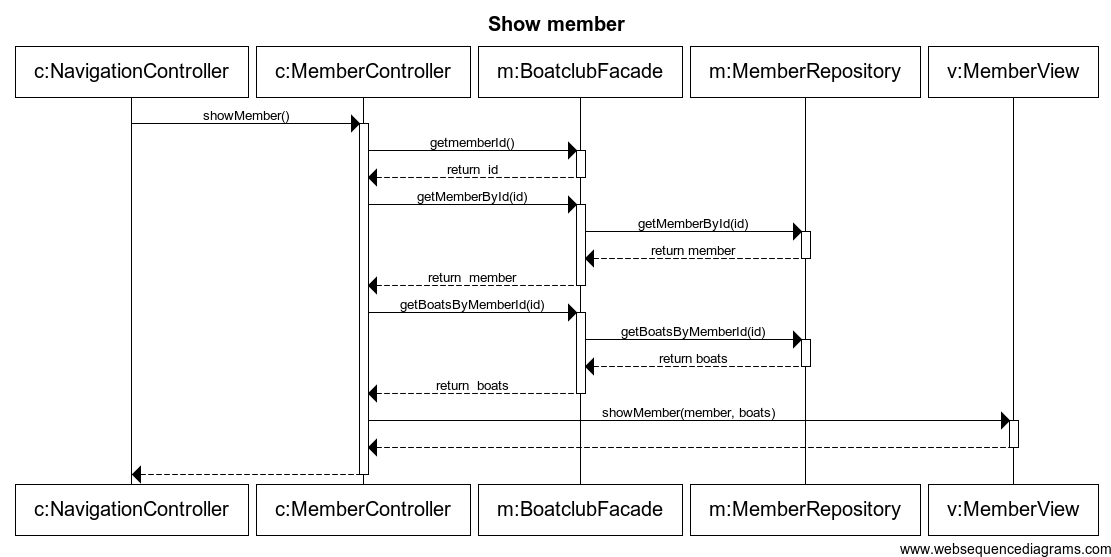 Show member
c:NavigationController c:MemberController m:BoatclubFacade m:MemberRepository v:MemberView
showMember()
getmemberId()
return id
getMemberById(id)
getMemberById(id)
return member
return member
getBoatsByMemberId(id)
getBoatsByMemberId(id)
return boats
return boats
showMember(member, boats)
c:NavigationController c:MemberController m:BoatclubFacade m:MemberRepository v:MemberView
www.websequencediagrams.com